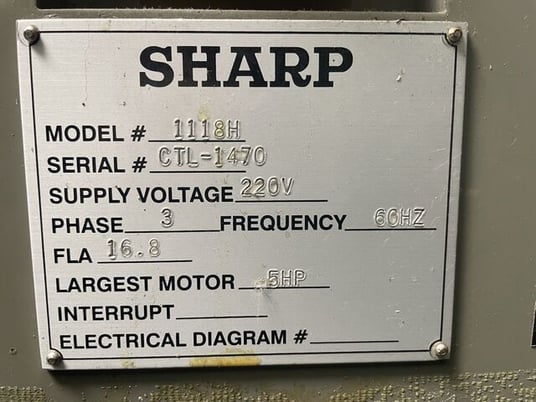 SHARP
MODEL # 1118H
SERIAL # CTL-1470
SUPPLY VOLTAGE 220V
PHASE 3 FREQUENCY 60HZ
FLA 16.8
LARGEST MOTOR 5HP
INTERRUPT
ELECTRICAL DIAGRAM #